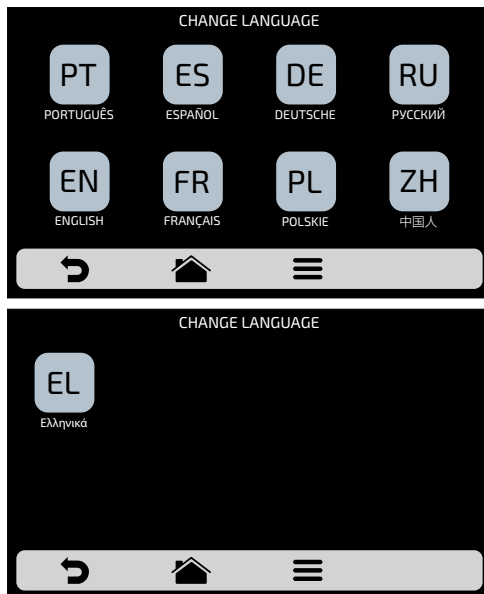 CHANGE LANGUAGE
PT ES DE RU
PORTUGUÊS ESPAÑOL DEUTSCHE РУССКИЙ
EN FR PL ZH
ENGLISH FRANÇAIS POLSKIE 中国人
CHANGE LANGUAGE
EL
Ελληνικά